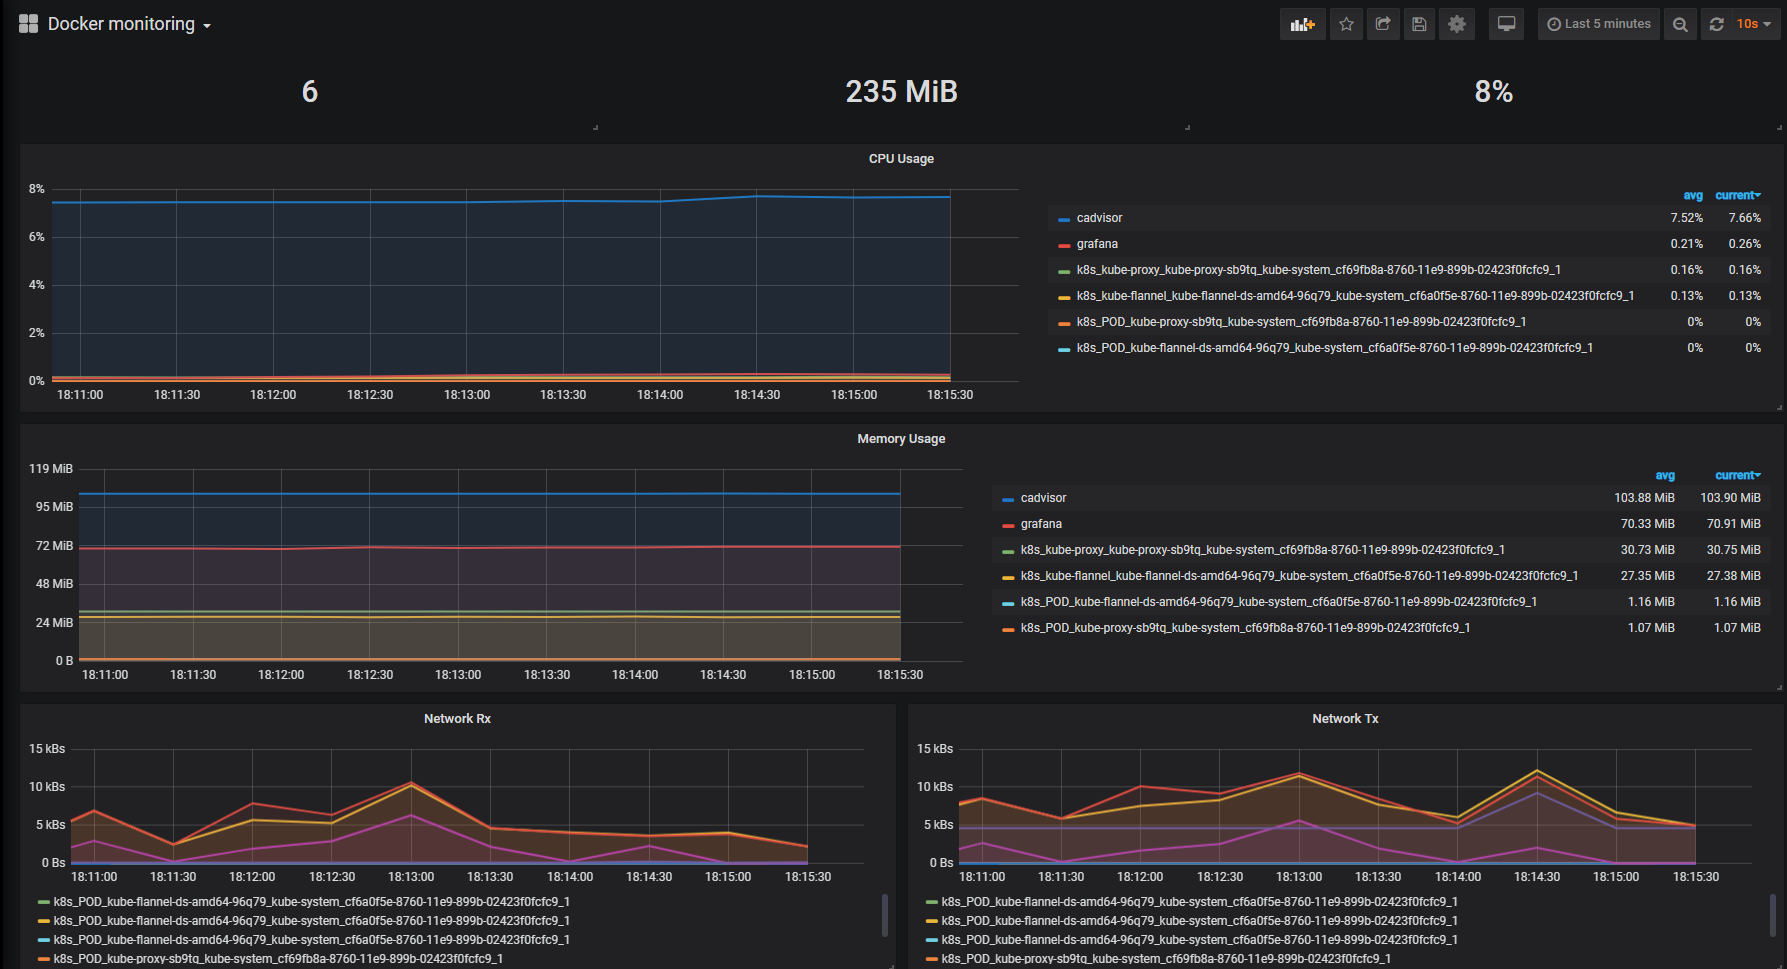 Docker monitoring
Last 5 minutes
10s
6
235 MiB
8%
CPU Usage
8%
6%
4%
2%
0%
18:11:00 18:11:30 18:12:00 18:12:30 18:13:00 18:13:30 18:14:00 18:14:30 18:15:00 18:15:30
avg current
cadvisor 7.52% 7.66%
grafana 0.21% 0.26%
k8s_kube-proxy_kube-proxy-sb9tq_kube-system_cf69fb8a-8760-11e9-899b-02423f0fcfc9_1 0.16% 0.16%
k8s_kube-flannel_kube-flannel-ds-amd64-96q79_kube-system_cf6a0f5e-8760-11e9-899b-02423f0fcfc9_1 0.13% 0.13%
k8s_POD_kube-proxy-sb9tq_kube-system_cf69fb8a-8760-11e9-899b-02423f0fcfc9_1 0% 0%
k8s_POD_kube-flannel-ds-amd64-96q79_kube-system_cf6a0f5e-8760-11e9-899b-02423f0fcfc9_1 0% 0%
Memory Usage
119 MiB
95 MiB
72 MiB
48 MiB
24 MiB
0 B
18:11:00 18:11:30 18:12:00 18:12:30 18:13:00 18:13:30 18:14:00 18:14:30 18:15:00 18:15:30
avg current
cadvisor 103.88 MiB 103.90 MiB
grafana 70.33 MiB 70.91 MiB
k8s_kube-proxy_kube-proxy-sb9tq_kube-system_cf69fb8a-8760-11e9-899b-02423f0fcfc9_1 30.73 MiB 30.75 MiB
k8s_kube-flannel_kube-flannel-ds-amd64-96q79_kube-system_cf6a0f5e-8760-11e9-899b-02423f0fcfc9_1 27.35 MiB 27.38 MiB
k8s_POD_kube-flannel-ds-amd64-96q79_kube-system_cf6a0f5e-8760-11e9-899b-02423f0fcfc9_1 1.16 MiB 1.16 MiB
k8s_POD_kube-proxy-sb9tq_kube-system_cf69fb8a-8760-11e9-899b-02423f0fcfc9_1 1.07 MiB 1.07 MiB
Network Rx
15 kBs
10 kBs
5 kBs
0 Bs
18:11:00 18:11:30 18:12:00 18:12:30 18:13:00 18:13:30 18:14:00 18:14:30 18:15:00 18:15:30
k8s_POD_kube-flannel-ds-amd64-96q79_kube-system_cf6a0f5e-8760-11e9-899b-02423f0fcfc9_1
k8s_POD_kube-flannel-ds-amd64-96q79_kube-system_cf6a0f5e-8760-11e9-899b-02423f0fcfc9_1
k8s_POD_kube-flannel-ds-amd64-96q79_kube-system_cf6a0f5e-8760-11e9-899b-02423f0fcfc9_1
k8s_POD_kube-proxy-sb9tq_kube-system_cf69fb8a-8760-11e9-899b-02423f0fcfc9_1
Network Tx
15 kBs
10 kBs
5 kBs
0 Bs
18:11:00 18:11:30 18:12:00 18:12:30 18:13:00 18:13:30 18:14:00 18:14:30 18:15:00 18:15:30
k8s_POD_kube-flannel-ds-amd64-96q79_kube-system_cf6a0f5e-8760-11e9-899b-02423f0fcfc9_1
k8s_POD_kube-flannel-ds-amd64-96q79_kube-system_cf6a0f5e-8760-11e9-899b-02423f0fcfc9_1
k8s_POD_kube-flannel-ds-amd64-96q79_kube-system_cf6a0f5e-8760-11e9-899b-02423f0fcfc9_1
k8s_POD_kube-proxy-sb9tq_kube-system_cf69fb8a-8760-11e9-899b-02423f0fcfc9_1